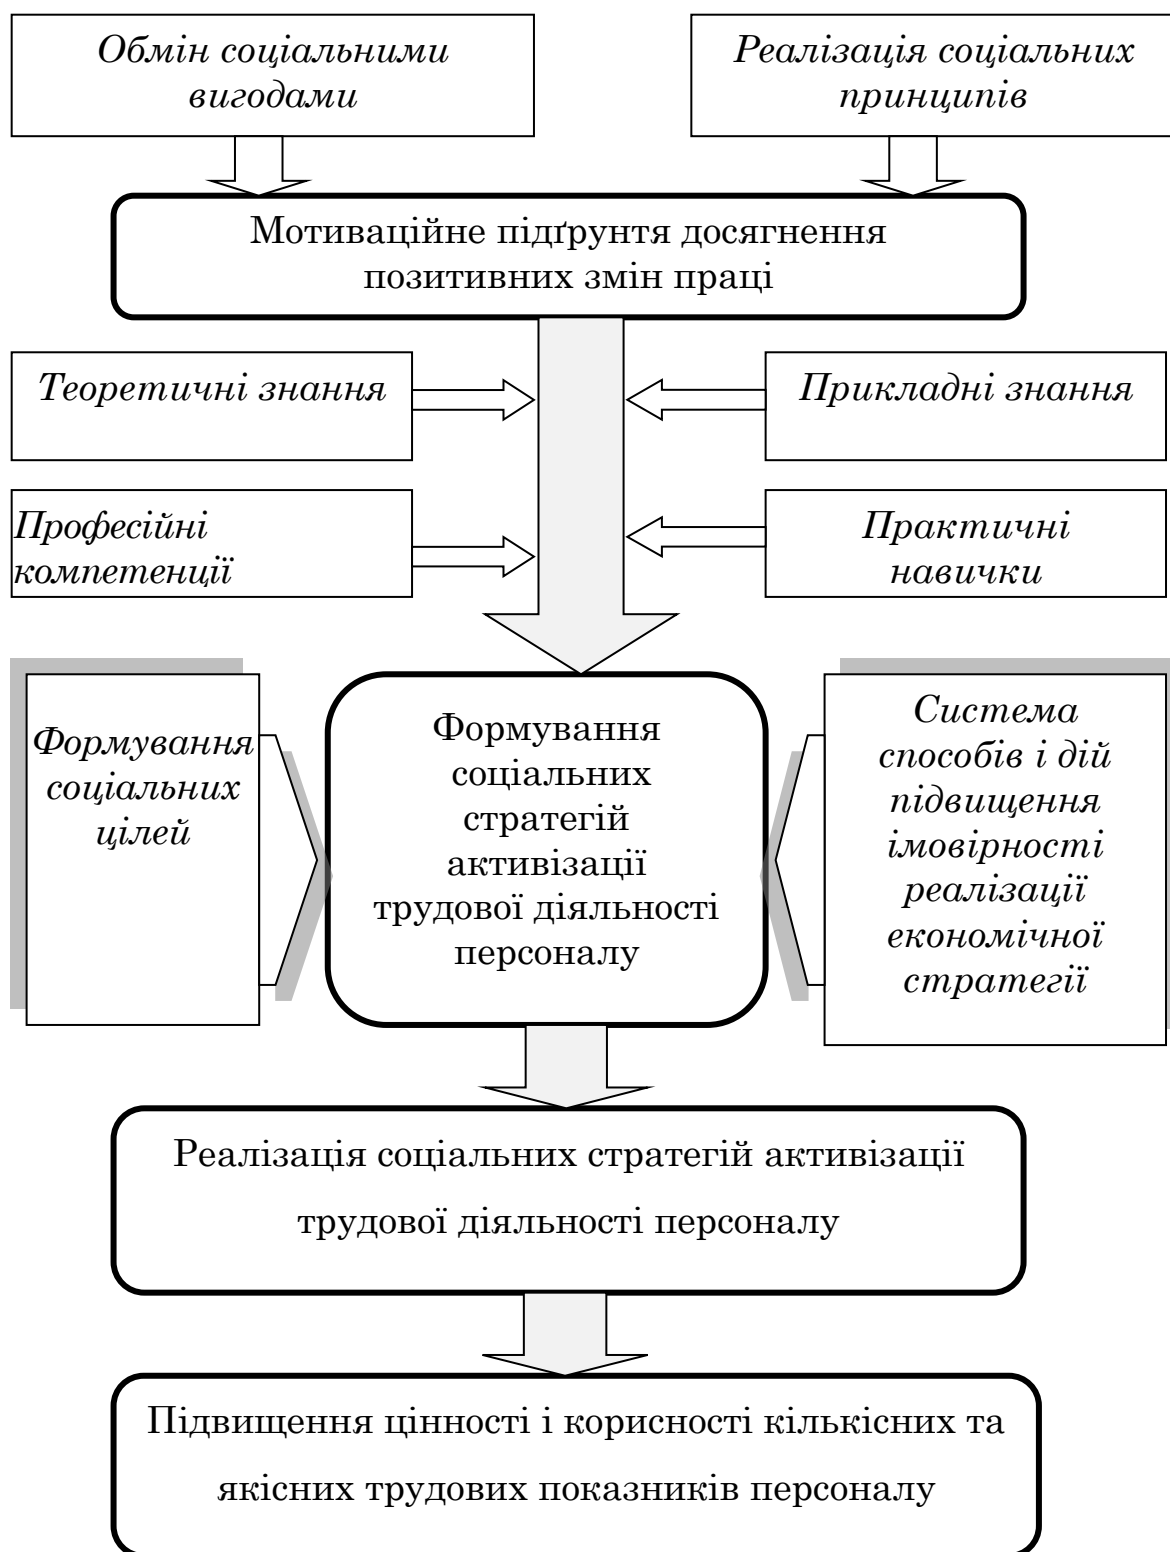 Обмін соціальними
вигодами
Реалізація соціальних
принципів
Мотиваційне підґрунтя досягнення
позитивних змін праці
Теоретичні знання
Прикладні знання
Професійні
компетенції
Практичні
навички
Формування
соціальних
цілей
Формування
соціальних
стратегій
активізації
трудової діяльності
персоналу
Система
способів і дій
підвищення
імовірності
реалізації
економічної
стратегії
Реалізація соціальних стратегій активізації
трудової діяльності персоналу
Підвищення цінності і корисності кількісних та
якісних трудових показників персоналу